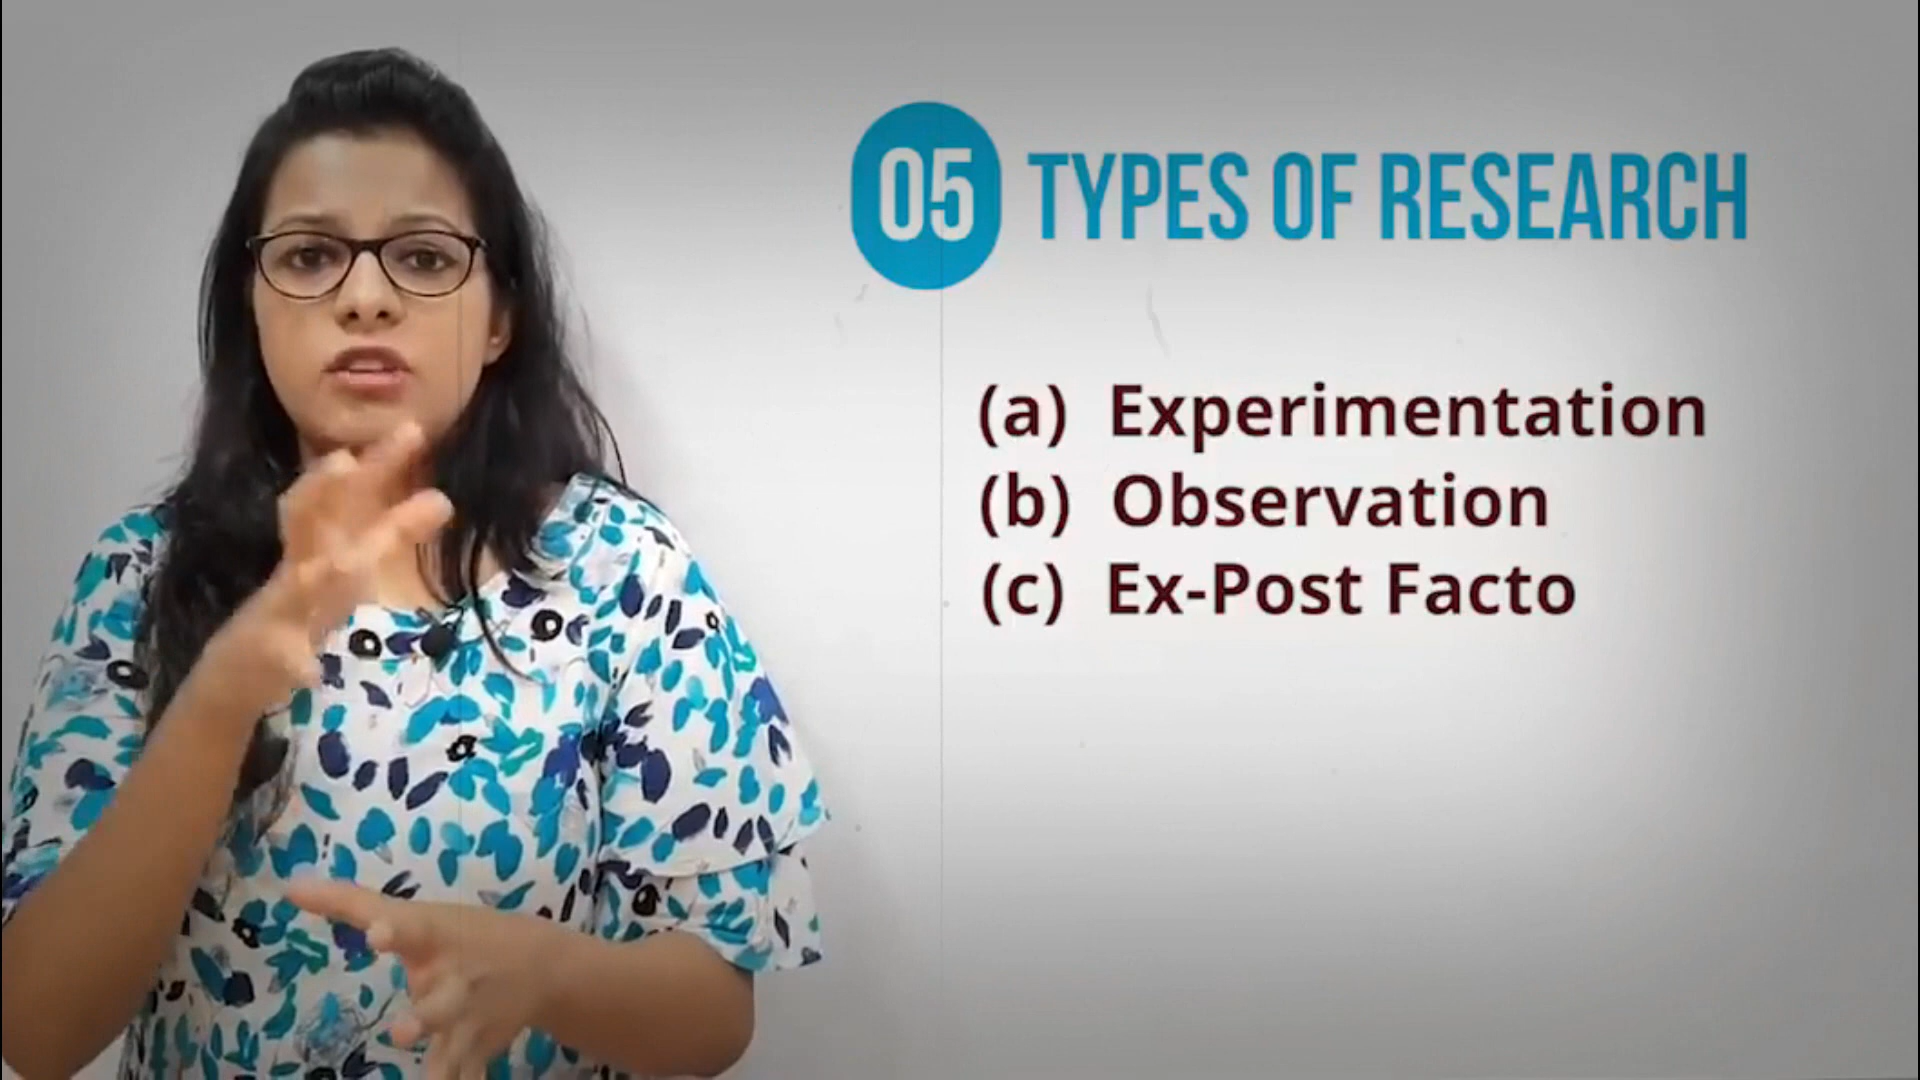 05 TYPES OF RESEARCH
(a) Experimentation
(b) Observation
(c) Ex-Post Facto